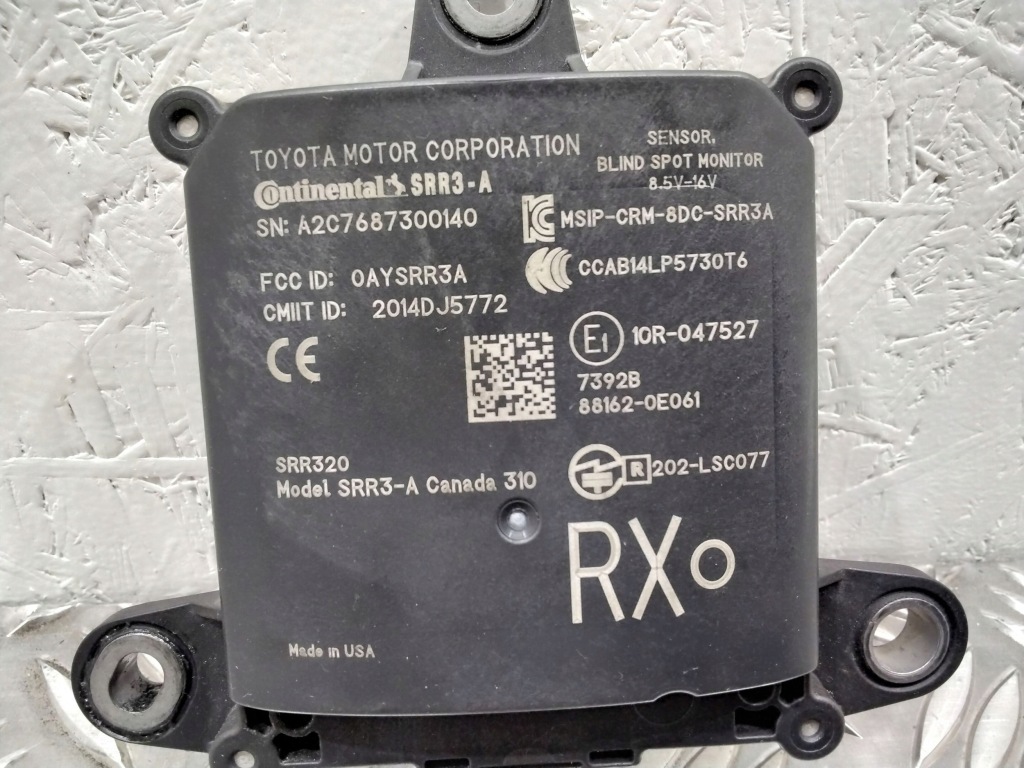 TOYOTA MOTOR CORPORATION
SENSOR,
BLIND SPOT MONITOR
8.5V-16V
Continental SRR3-A
SN: A2C7687300140
MSIP-CRM-8DC-SRR3A
CCAB14LP5730T6
FCC ID: OAYSRR3A
CMIIT ID: 2014DJ5772
CE
E1 10R-047527
7392B
88162-0E061
SRR320
Model SRR3-A Canada 310
R 202-LSC077
RXO
Made in USA